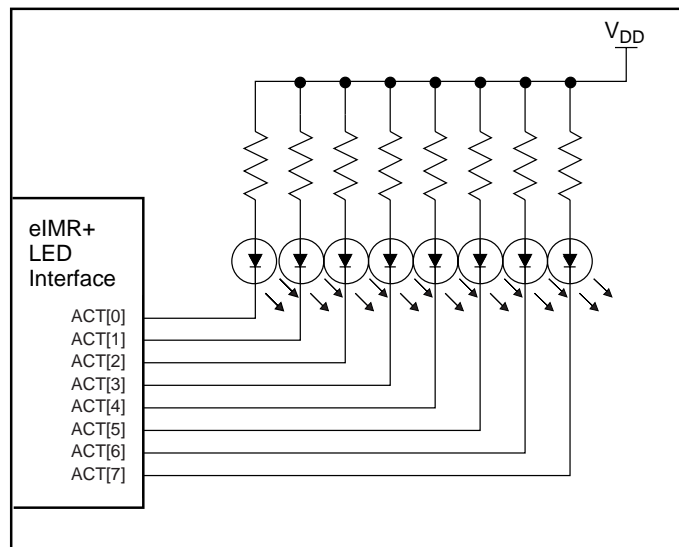 VDD
eIMR+
LED
Interface
ACT[0]
ACT[1]
ACT[2]
ACT[3]
ACT[4]
ACT[5]
ACT[6]
ACT[7]